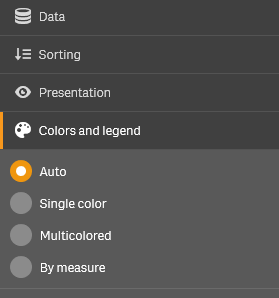 Data
Sorting
Presentation
Colors and legend
Auto
Single color
Multicolored
By measure